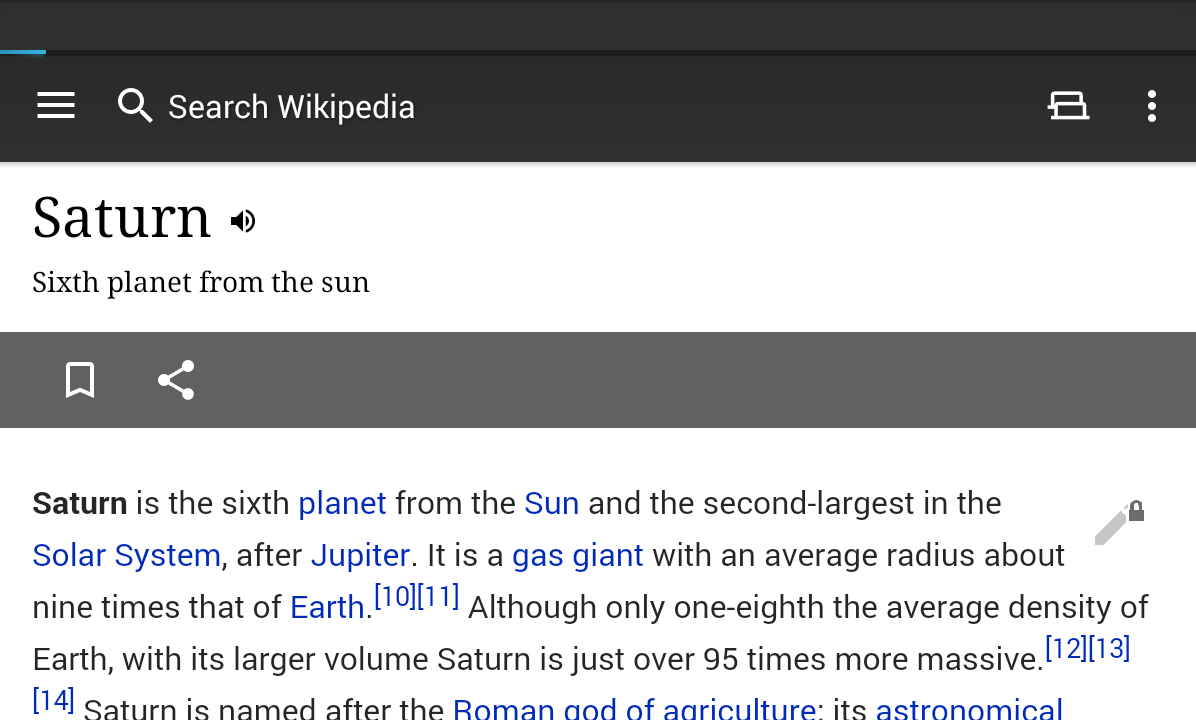 Search Wikipedia
Saturn
Sixth planet from the sun
Saturn is the sixth planet from the Sun and the second-largest in the
Solar System, after Jupiter. It is a gas giant with an average radius about
nine times that of Earth.[10][11] Although only one-eighth the average density of
Earth, with its larger volume Saturn is just over 95 times more massive.[12][13]
[14] Saturn is named after the Roman god of agriculture; its astronomical